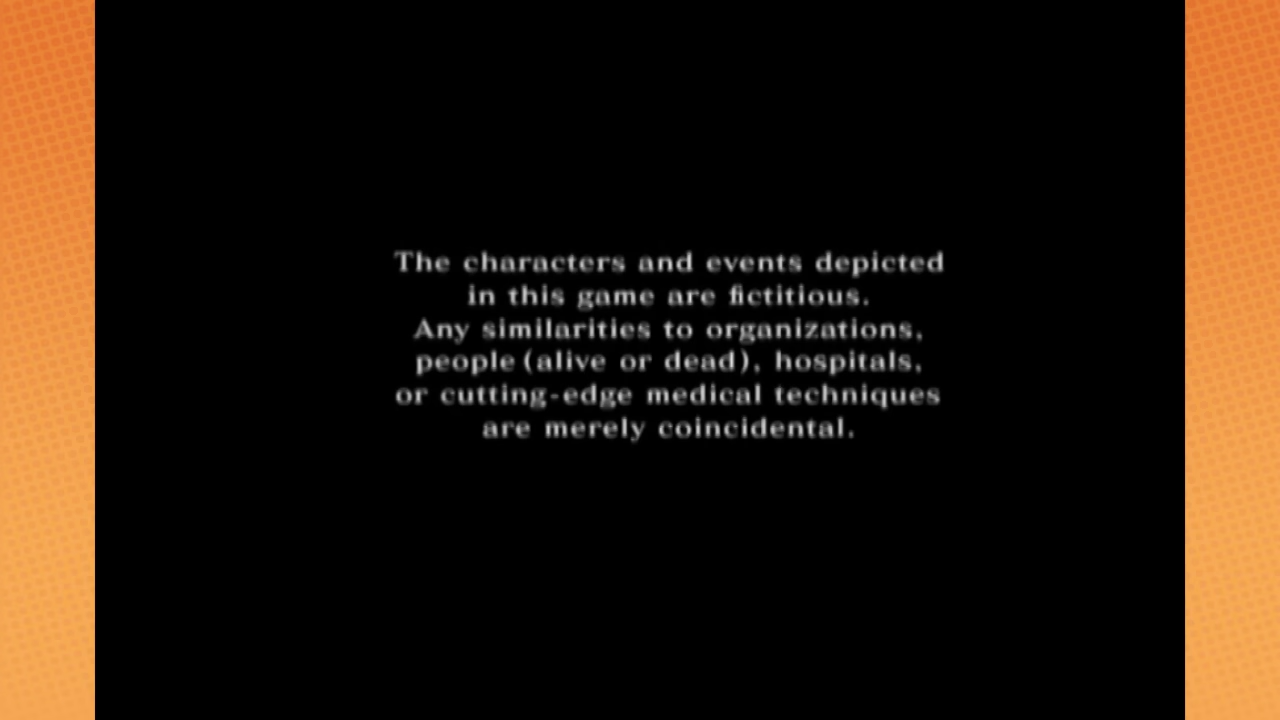 The characters and events depicted
in this game are fictitious.
Any similarities to organizations,
people (alive or dead), hospitals,
or cutting-edge medical techniques
are merely coincidental.